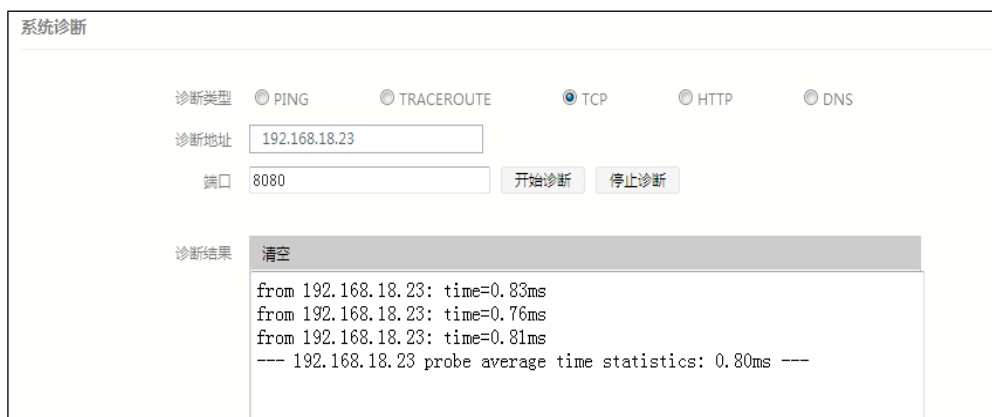 系统诊断
诊断类型 PING TRACEROUTE TCP HTTP DNS
诊断地址 192.168.18.23
端口 8080 开始诊断 停止诊断
诊断结果 清空
from 192.168.18.23: time=0.83ms
from 192.168.18.23: time=0.76ms
from 192.168.18.23: time=0.81ms
--- 192.168.18.23 probe average time statistics: 0.80ms ---